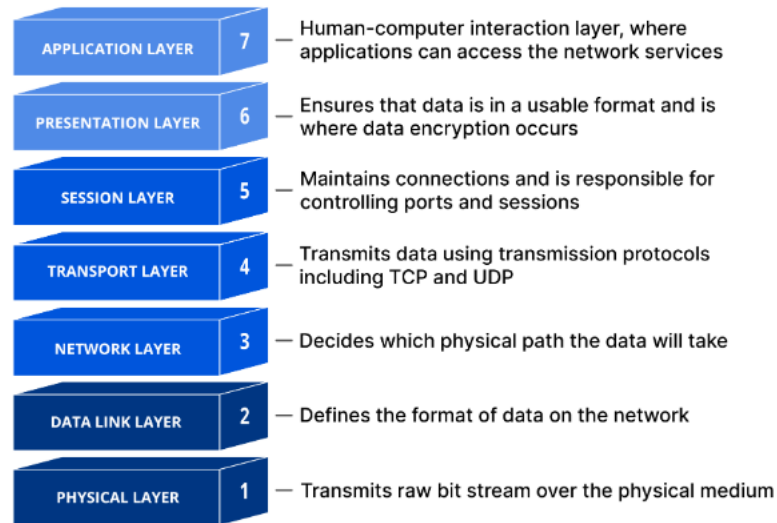 APPLICATION LAYER 7 — Human-computer interaction layer, where
applications can access the network services
PRESENTATION LAYER 6 — Ensures that data is in a usable format and is
where data encryption occurs
SESSION LAYER 5 — Maintains connections and is responsible for
controlling ports and sessions
TRANSPORT LAYER 4 — Transmits data using transmission protocols
including TCP and UDP
NETWORK LAYER 3 — Decides which physical path the data will take
DATA LINK LAYER 2 — Defines the format of data on the network
PHYSICAL LAYER 1 — Transmits raw bit stream over the physical medium